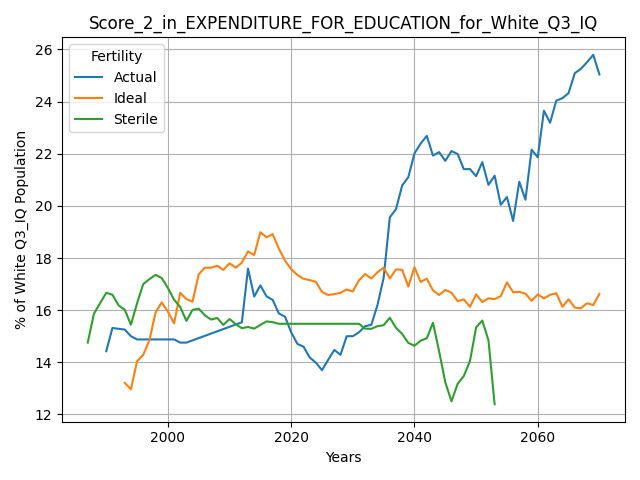 Score_2_in_EXPENDITURE_FOR_EDUCATION_for_White_Q3_IQ
Fertility
Actual
Ideal
Sterile
% of White Q3_IQ Population
26
24
22
20
18
16
14
12
2000
2020
2040
2060
Years